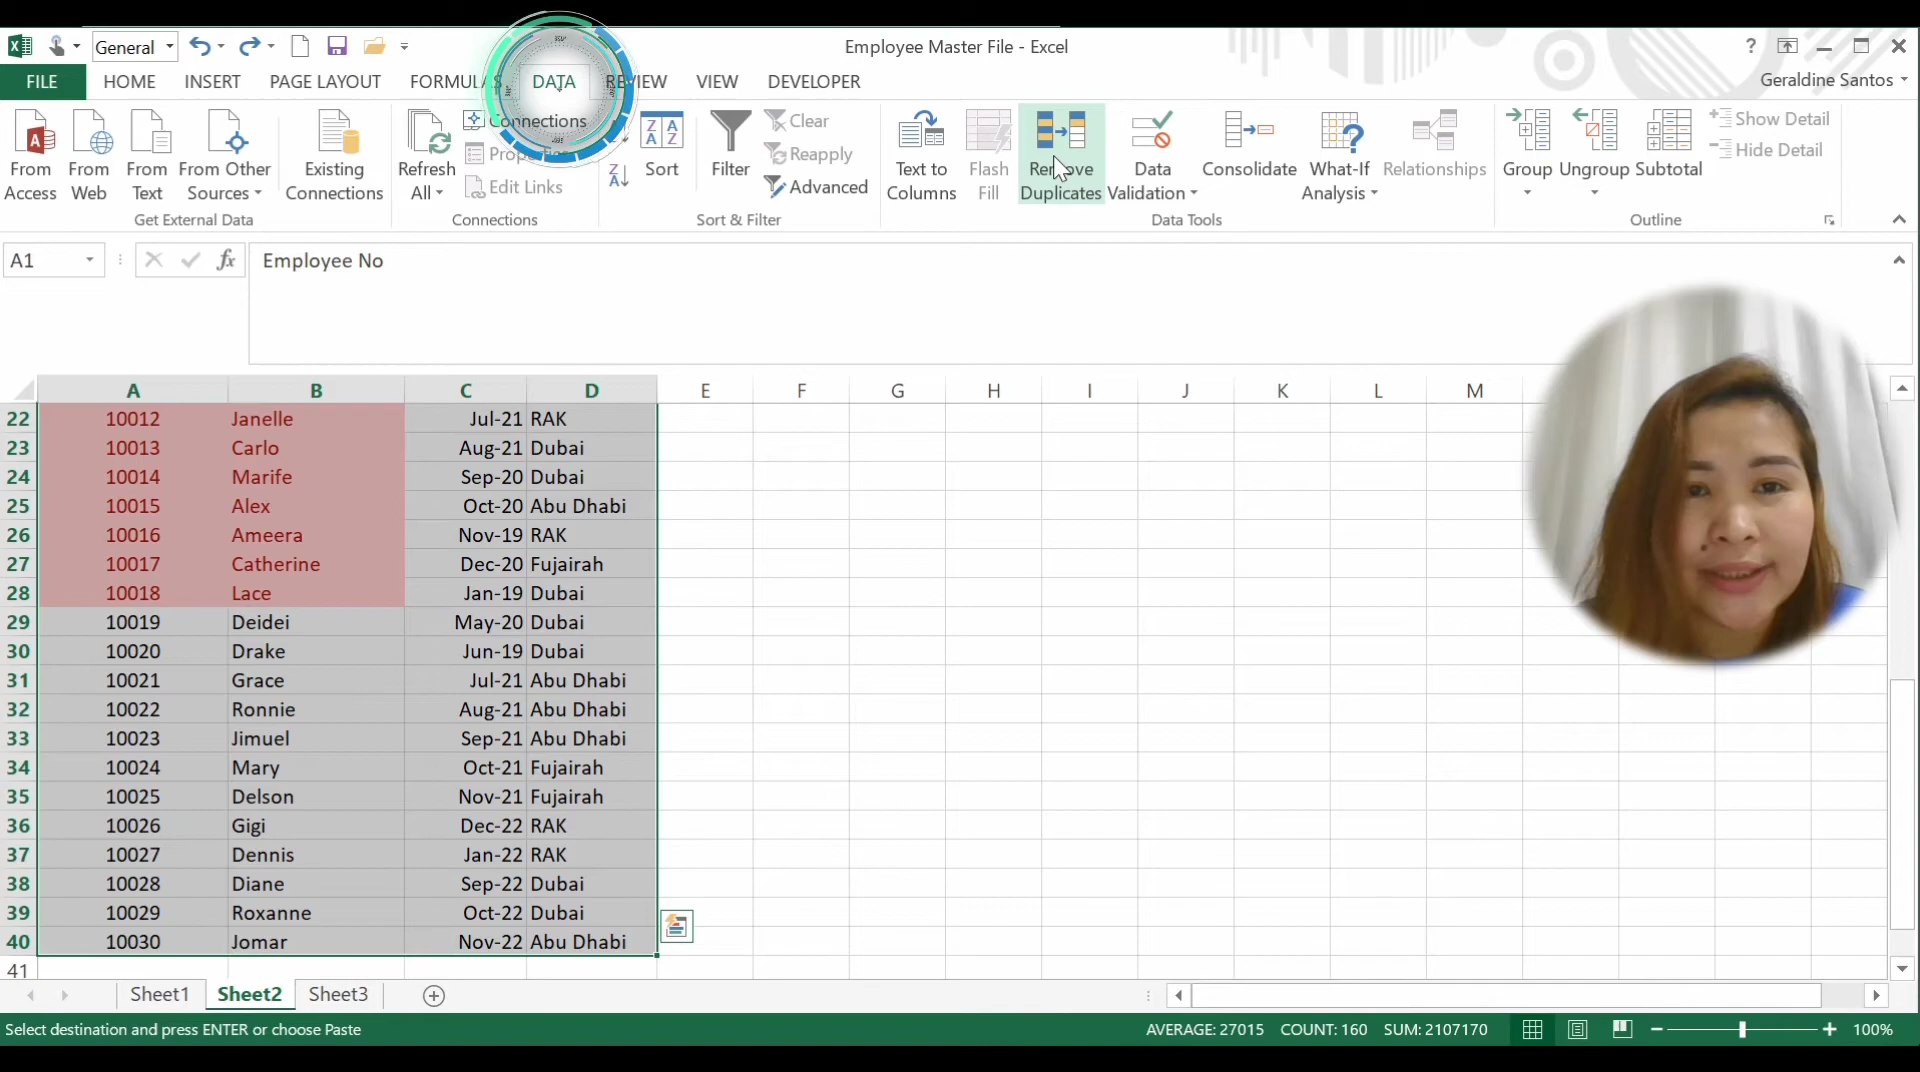 General
Employee Master File - Excel
?
FILE HOME INSERT PAGE LAYOUT FORMULAS DATA REVIEW VIEW DEVELOPER
Geraldine Santos
From Access
From Web
From Text
From Other Sources
Existing Connections
Get External Data
Refresh All
Connections
Properties
Edit Links
Connections
Sort
Filter
Clear
Reapply
Advanced
Sort & Filter
Text to Columns
Flash Fill
Remove Duplicates
Data Validation
Consolidate
What-If Analysis
Relationships
Data Tools
Group
Ungroup
Subtotal
Show Detail
Hide Detail
Outline
A1 fx Employee No
A B C D E F G H I J K L M
22 10012 Janelle Jul-21 RAK
23 10013 Carlo Aug-21 Dubai
24 10014 Marife Sep-20 Dubai
25 10015 Alex Oct-20 Abu Dhabi
26 10016 Ameera Nov-19 RAK
27 10017 Catherine Dec-20 Fujairah
28 10018 Lace Jan-19 Dubai
29 10019 Deidei May-20 Dubai
30 10020 Drake Jun-19 Dubai
31 10021 Grace Jul-21 Abu Dhabi
32 10022 Ronnie Aug-21 Abu Dhabi
33 10023 Jimuel Sep-21 Abu Dhabi
34 10024 Mary Oct-21 Fujairah
35 10025 Delson Nov-21 Fujairah
36 10026 Gigi Dec-22 RAK
37 10027 Dennis Jan-22 RAK
38 10028 Diane Sep-22 Dubai
39 10029 Roxanne Oct-22 Dubai
40 10030 Jomar Nov-22 Abu Dhabi
41
Sheet1 Sheet2 Sheet3
Select destination and press ENTER or choose Paste
AVERAGE: 27015 COUNT: 160 SUM: 2107170
100%